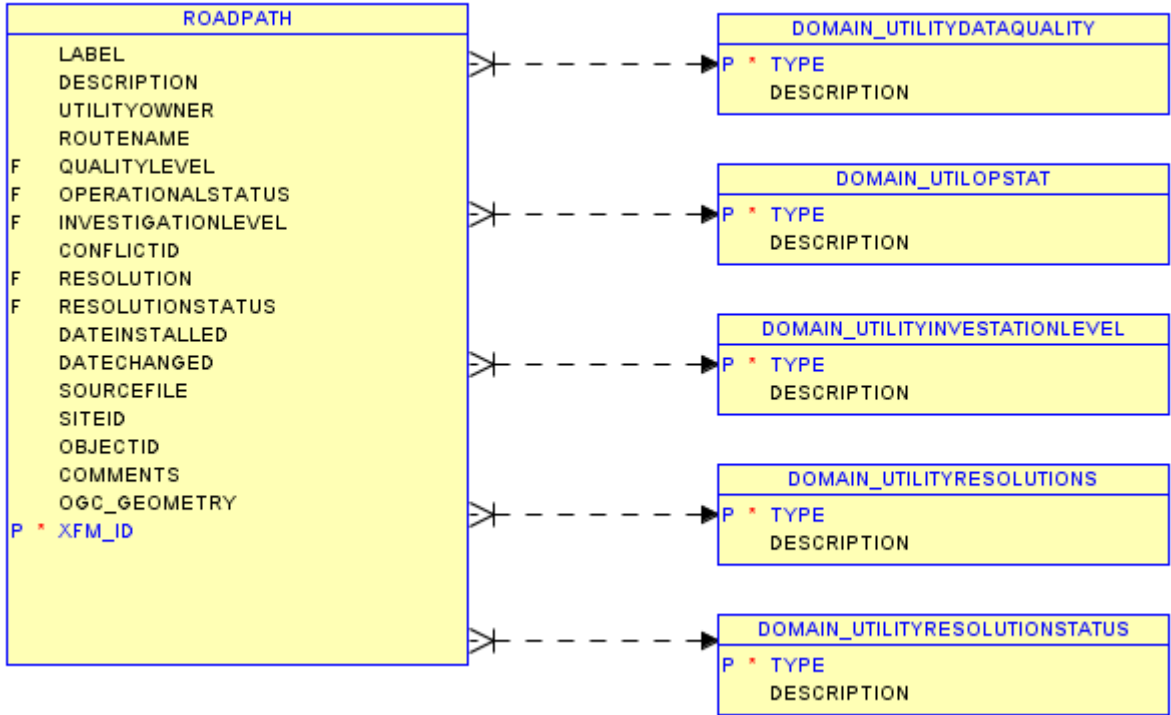 ROADPATH
LABEL
DESCRIPTION
UTILITYOWNER
ROUTENAME
F QUALITYLEVEL
F OPERATIONALSTATUS
F INVESTIGATIONLEVEL
CONFLICTID
F RESOLUTION
F RESOLUTIONSTATUS
DATEINSTALLED
DATECHANGED
SOURCEFILE
SITEID
OBJECTID
COMMENTS
OGC_GEOMETRY
P * XFM_ID
DOMAIN_UTILITYDATAQUALITY
P * TYPE
DESCRIPTION
DOMAIN_UTILOPSTAT
P * TYPE
DESCRIPTION
DOMAIN_UTILITYINVESTATIONLEVEL
P * TYPE
DESCRIPTION
DOMAIN_UTILITYRESOLUTIONS
P * TYPE
DESCRIPTION
DOMAIN_UTILITYRESOLUTIONSTATUS
P * TYPE
DESCRIPTION